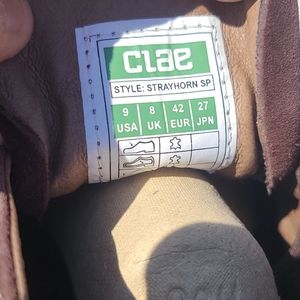 Clae
STYLE: STRAYHORN SP
9 8 42 27
USA UK EUR JPN